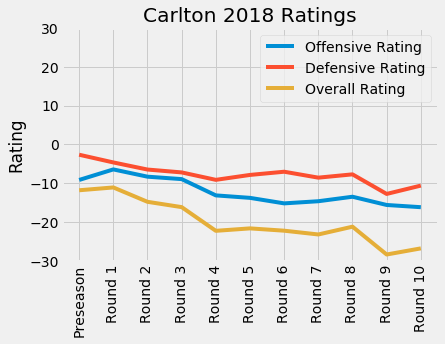 Carlton 2018 Ratings
Offensive Rating
Defensive Rating
Overall Rating
Rating
30
20
10
0
−10
−20
−30
Preseason
Round 1
Round 2
Round 3
Round 4
Round 5
Round 6
Round 7
Round 8
Round 9
Round 10